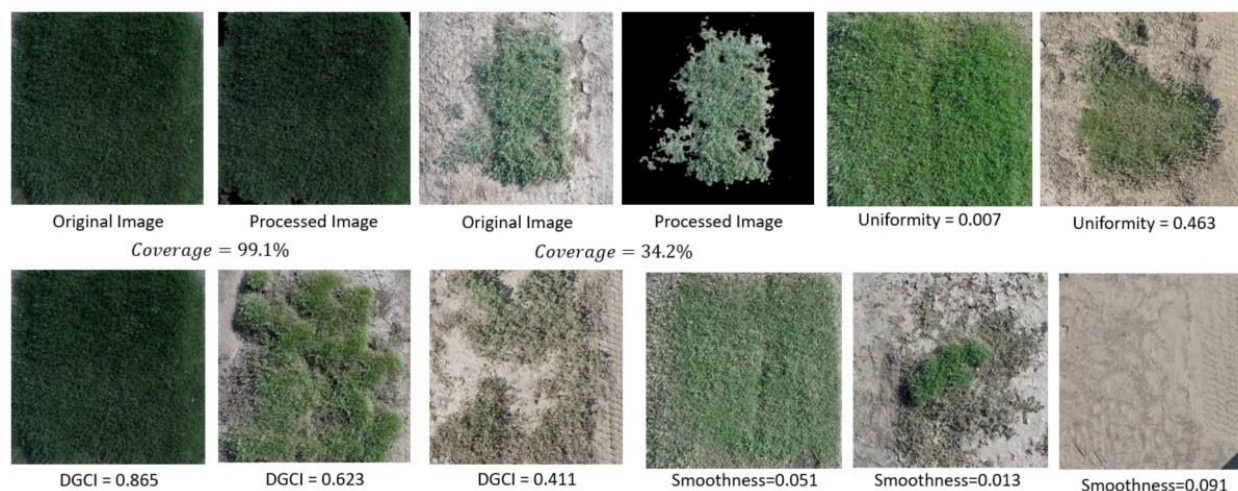 Original Image Processed Image Original Image Processed Image Uniformity = 0.007 Uniformity = 0.463
Coverage = 99.1% Coverage = 34.2%
DGCI = 0.865 DGCI = 0.623 DGCI = 0.411 Smoothness=0.051 Smoothness=0.013 Smoothness=0.091